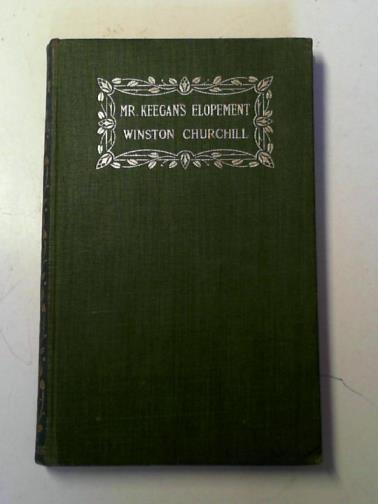 MR. KEEGAN'S ELOPEMENT
WINSTON CHURCHILL